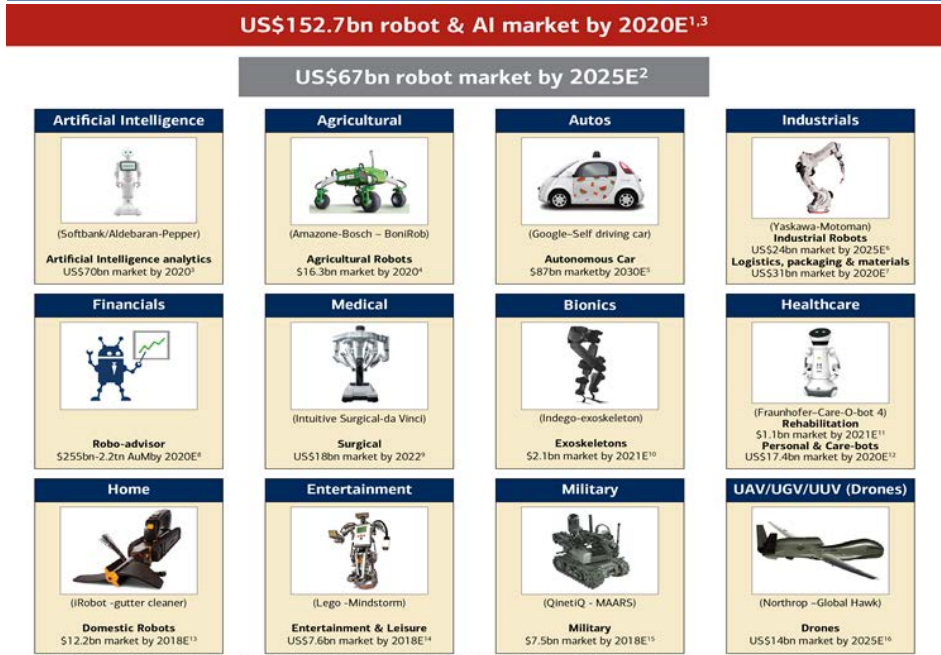 US$152.7bn robot & AI market by 2020E¹,³
US$67bn robot market by 2025E²
Artificial Intelligence
(Softbank/Aldebaran-Pepper)
Artificial Intelligence analytics
US$70bn market by 2020³
Agricultural
(Amazone-Bosch – BoniRob)
Agricultural Robots
$16.3bn market by 2020⁴
Autos
(Google–Self driving car)
Autonomous Car
$87bn marketby 2030E⁵
Industrials
(Yaskawa-Motoman)
Industrial Robots
US$24bn market by 2025E⁶
Logistics, packaging & materials
US$31bn market by 2020E⁷
Financials
Robo-advisor
$255bn-2.2tn AuMby 2020E⁸
Medical
(Intuitive Surgical-da Vinci)
Surgical
US$18bn market by 2022⁹
Bionics
(Indego-exoskeleton)
Exoskeletons
$2.1bn market by 2021E¹⁰
Healthcare
(Fraunhofer–Care-O-bot 4)
Rehabilitation
$1.1bn market by 2021E¹¹
Personal & Care-bots
US$17.4bn market by 2020E¹²
Home
(iRobot -gutter cleaner)
Domestic Robots
$12.2bn market by 2018E¹³
Entertainment
(Lego -Mindstorm)
Entertainment & Leisure
US$7.6bn market by 2018E¹⁴
Military
(QinetiQ - MAARS)
Military
$7.5bn market by 2018E¹⁵
UAV/UGV/UUV (Drones)
(Northrop –Global Hawk)
Drones
US$14bn market by 2025E¹⁶